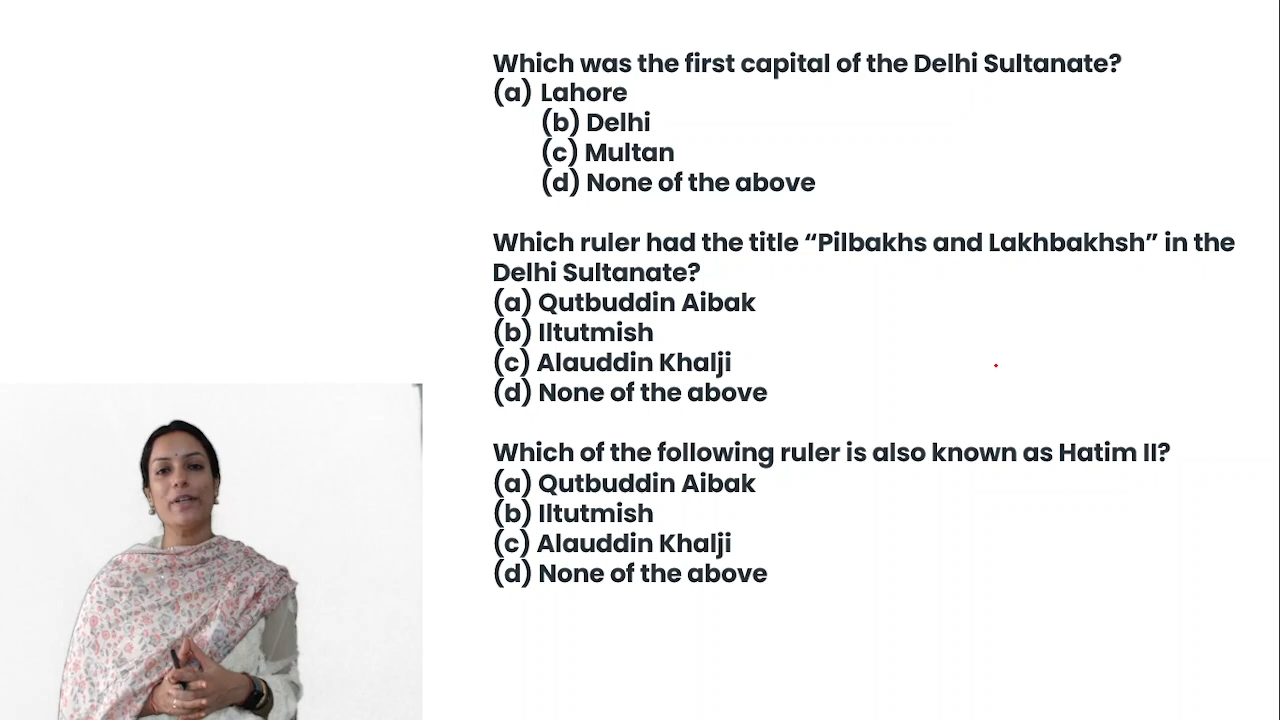 Which was the first capital of the Delhi Sultanate?
(a) Lahore
(b) Delhi
(c) Multan
(d) None of the above
Which ruler had the title “Pilbakhs and Lakhbakhsh” in the
Delhi Sultanate?
(a) Qutbuddin Aibak
(b) Iltutmish
(c) Alauddin Khalji
(d) None of the above
Which of the following ruler is also known as Hatim II?
(a) Qutbuddin Aibak
(b) Iltutmish
(c) Alauddin Khalji
(d) None of the above